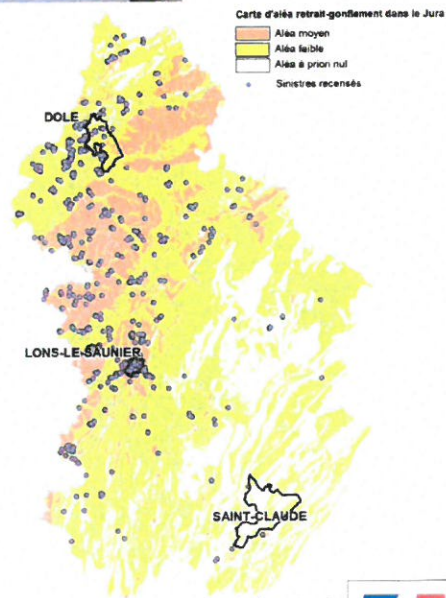 Carte d'aléa retrait-gonflement dans le Jura
Aléa moyen
Aléa faible
Aléa à priori nul
Sinistres recensés
DOLE
LONS-LE-SAUNIER
SAINT-CLAUDE